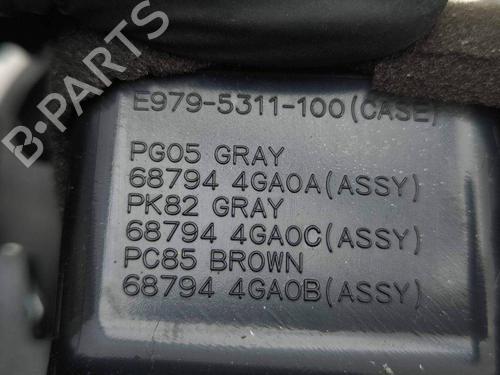 E979-5311-100(CASE)
PG05 GRAY
68794 4GA0A(ASSY)
PK82 GRAY
68794 4GA0C(ASSY)
PC85 BROWN
68794 4GA0B(ASSY)
B-PARTS